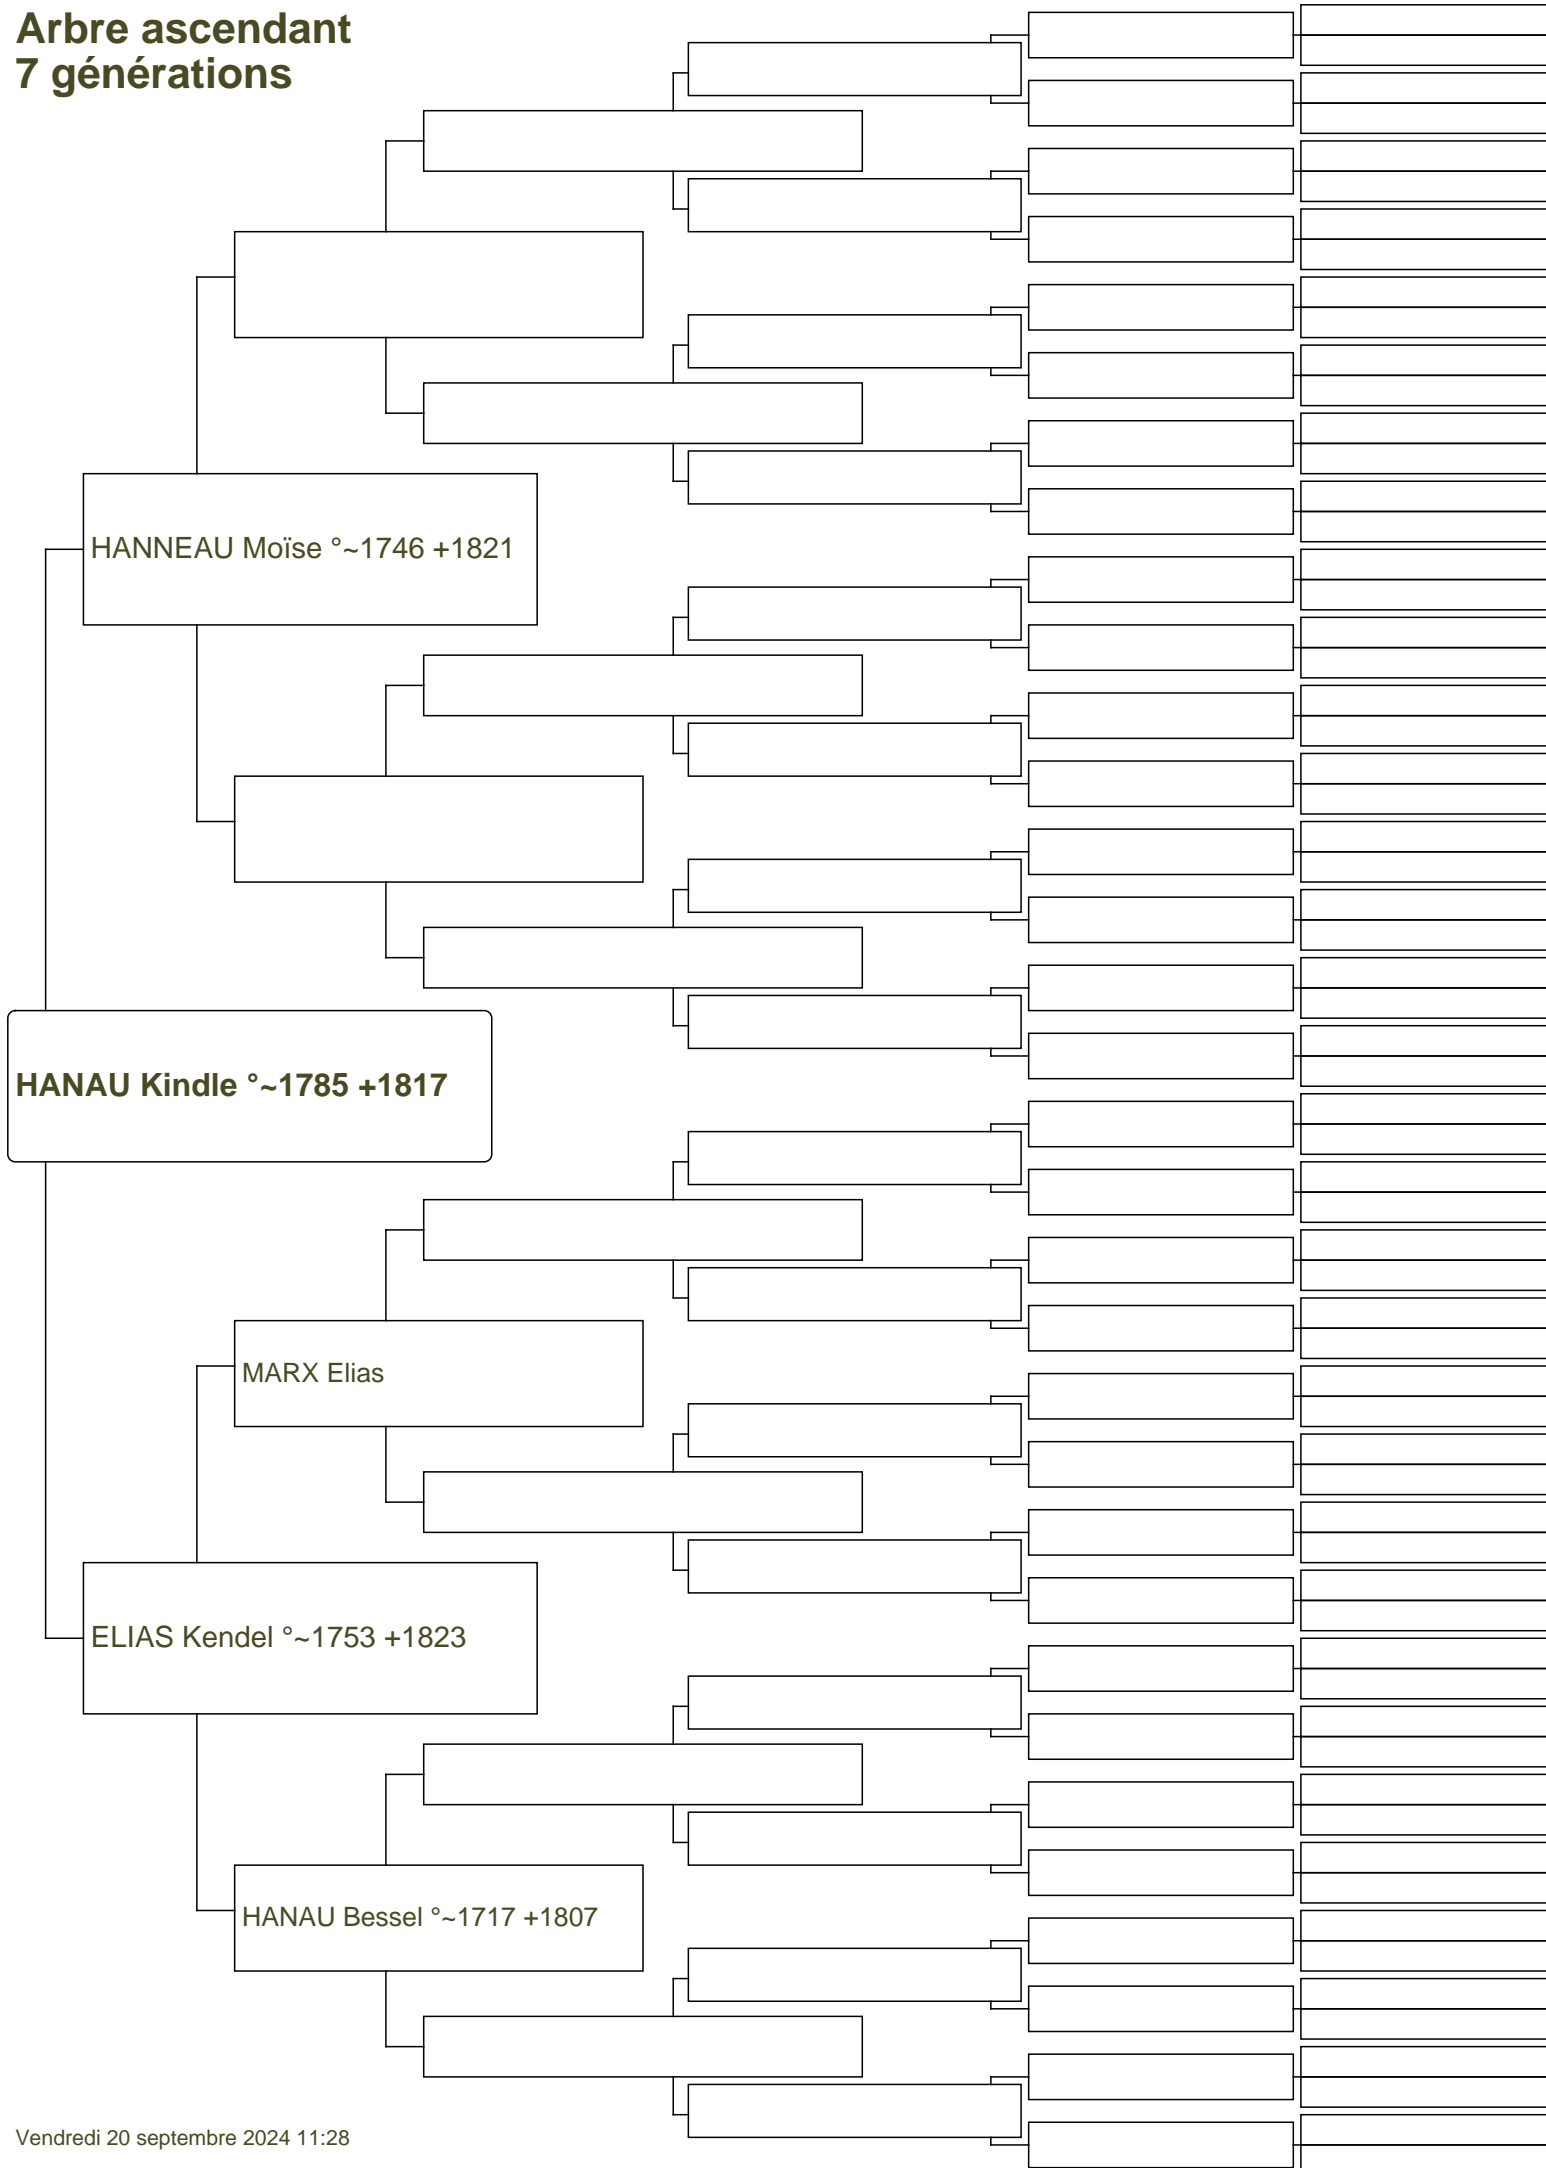 Arbre ascendant
7 générations
HANNEAU Moïse °~1746 +1821
HANAU Kindle °~1785 +1817
MARX Elias
ELIAS Kendel °~1753 +1823
HANAU Bessel °~1717 +1807
Vendredi 20 septembre 2024 11:28